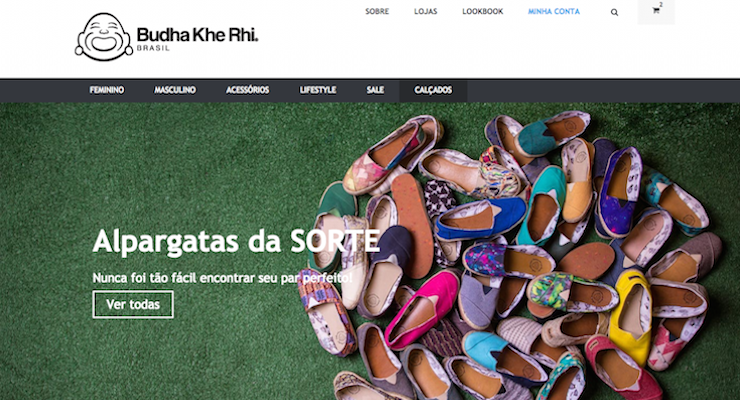 SOBRE LOJAS LOOKBOOK MINHA CONTA 2
Budha Khe Rhi®
BRASIL
FEMININO MASCULINO ACESSÓRIOS LIFESTYLE SALE CALÇADOS
Alpargatas da SORTE
Nunca foi tão fácil encontrar seu par perfeito!
Ver todas